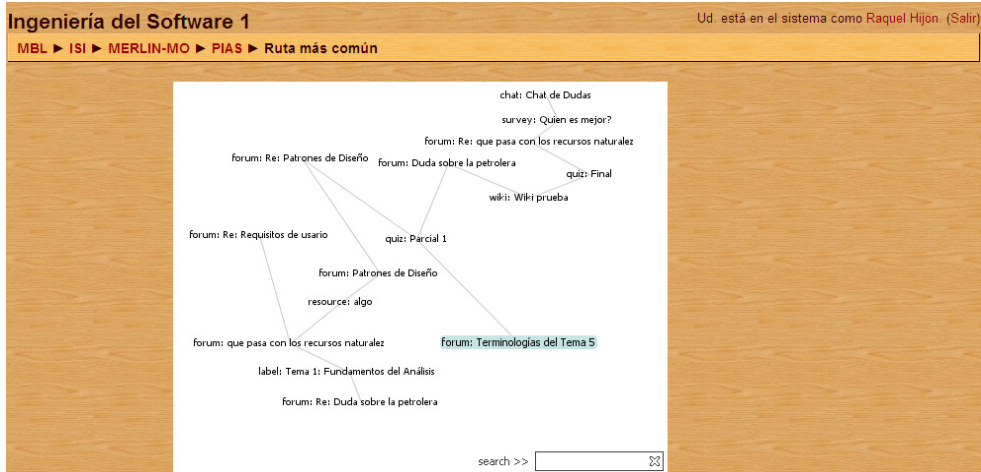 Ingeniería del Software 1
Ud. está en el sistema como Raquel Hijón. (Salir)
MBL ► ISI ► MERLIN-MO ► PIAS ► Ruta más común
chat: Chat de Dudas
survey: Quien es mejor?
forum: Re: que pasa con los recursos naturalez
forum: Re: Patrones de Diseño
forum: Duda sobre la petrolera
quiz: Final
wiki: Wiki prueba
forum: Re: Requisitos de usario
quiz: Parcial 1
forum: Patrones de Diseño
resource: algo
forum: que pasa con los recursos naturalez
forum: Terminologías del Tema 5
label: Tema 1: Fundamentos del Análisis
forum: Re: Duda sobre la petrolera
search >>